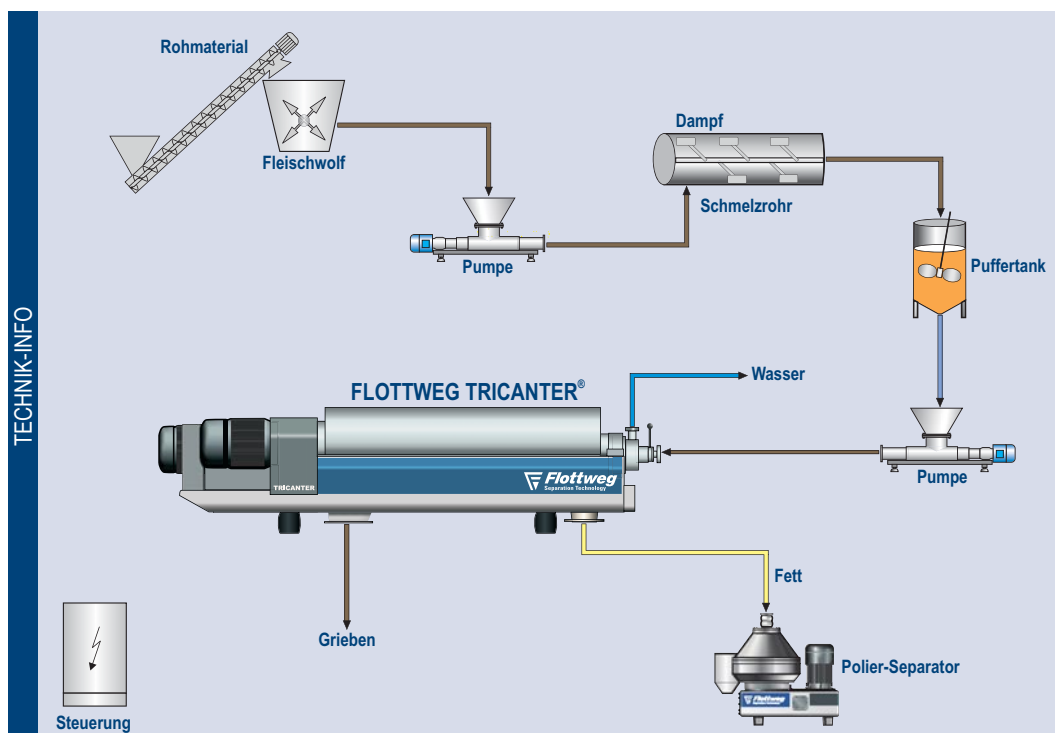 TECHNIK-INFO
Rohmaterial
Fleischwolf
Pumpe
Dampf
Schmelzrohr
Puffertank
Pumpe
Wasser
FLOTTWEG TRICANTER®
TRICANTER
Flottweg
Separation Technology
Grieben
Fett
Polier-Separator
Flottweg
Steuerung